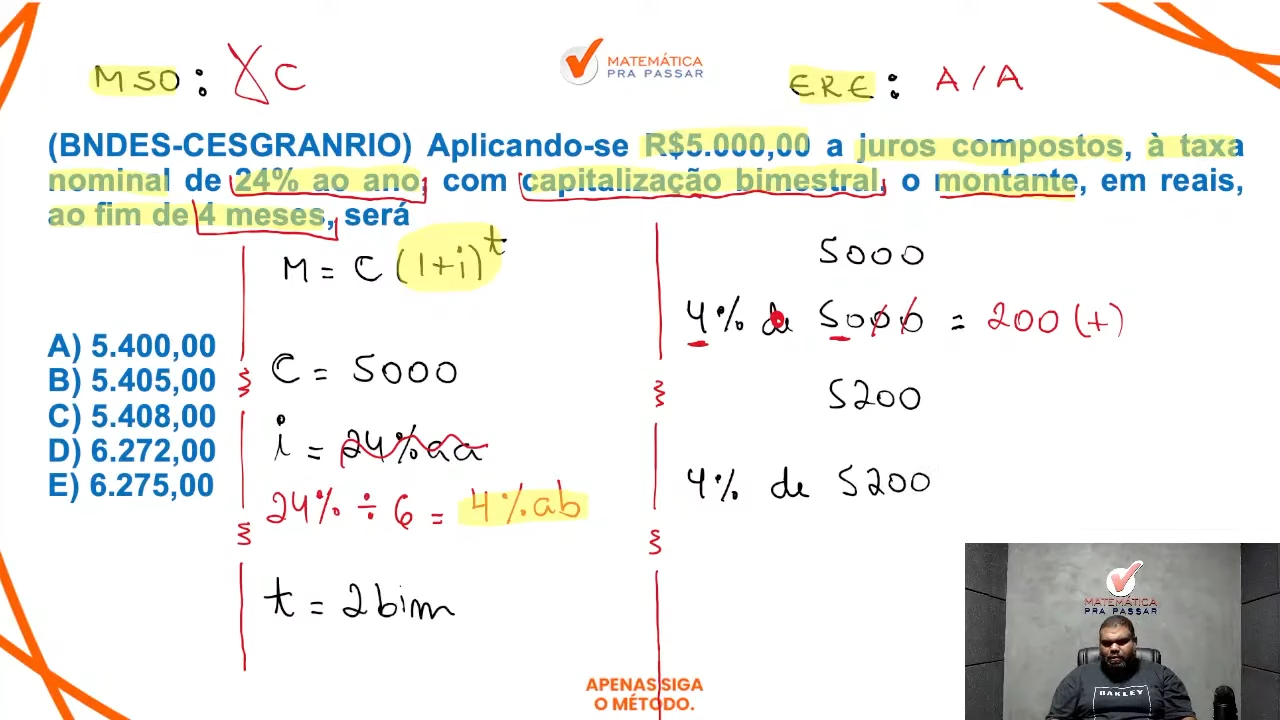 MSO: JC
MATEMÁTICA
PRA PASSAR
ERE: A/A
(BNDES-CESGRANRIO) Aplicando-se R$5.000,00 a juros compostos, à taxa
nominal de 24% ao ano, com capitalização bimestral, o montante, em reais,
ao fim de 4 meses, será
A) 5.400,00
B) 5.405,00
C) 5.408,00
D) 6.272,00
E) 6.275,00
M = C (1+i)^t
C = 5000
i = 24%aa
24% ÷ 6 = 4%ab
t = 2bim
5000
4% de 5000 = 200 (+)
5200
4% de 5200
MATEMÁTICA
PRA PASSAR
OAKLEY
APENAS SIGA
O MÉTODO.